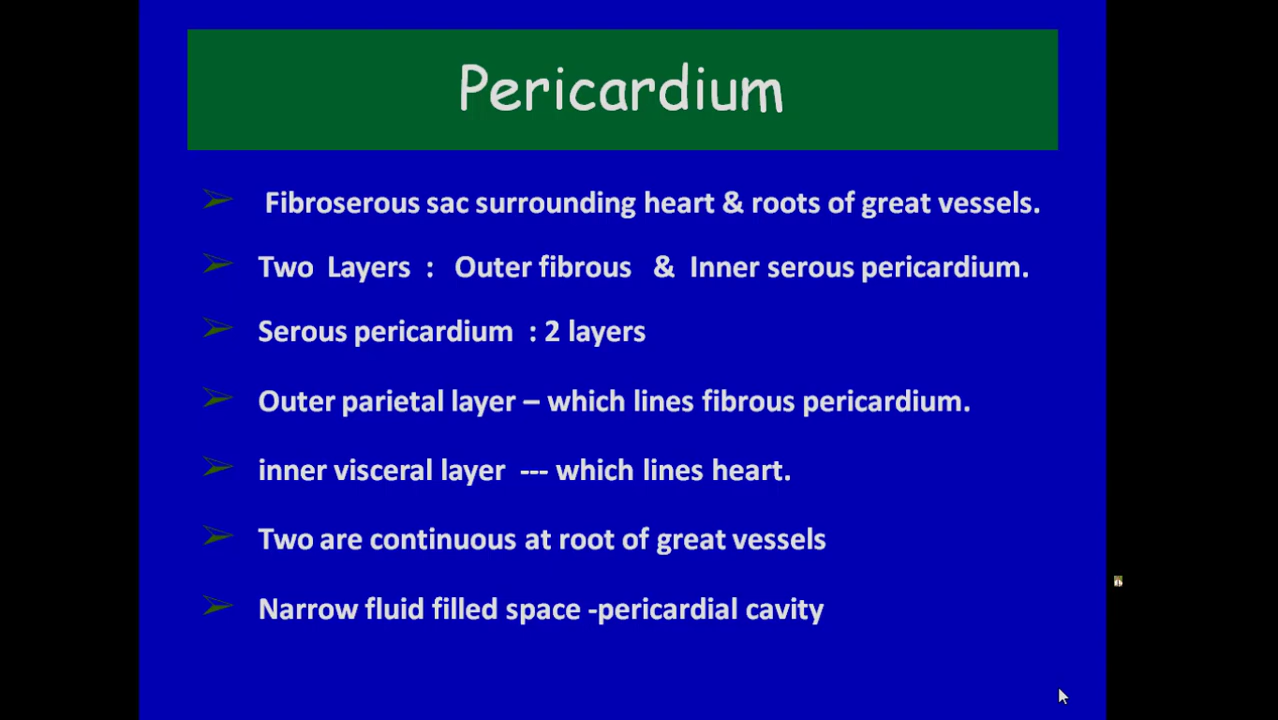 Pericardium
Fibroserous sac surrounding heart & roots of great vessels.
Two Layers : Outer fibrous & Inner serous pericardium.
Serous pericardium : 2 layers
Outer parietal layer – which lines fibrous pericardium.
inner visceral layer --- which lines heart.
Two are continuous at root of great vessels
Narrow fluid filled space -pericardial cavity